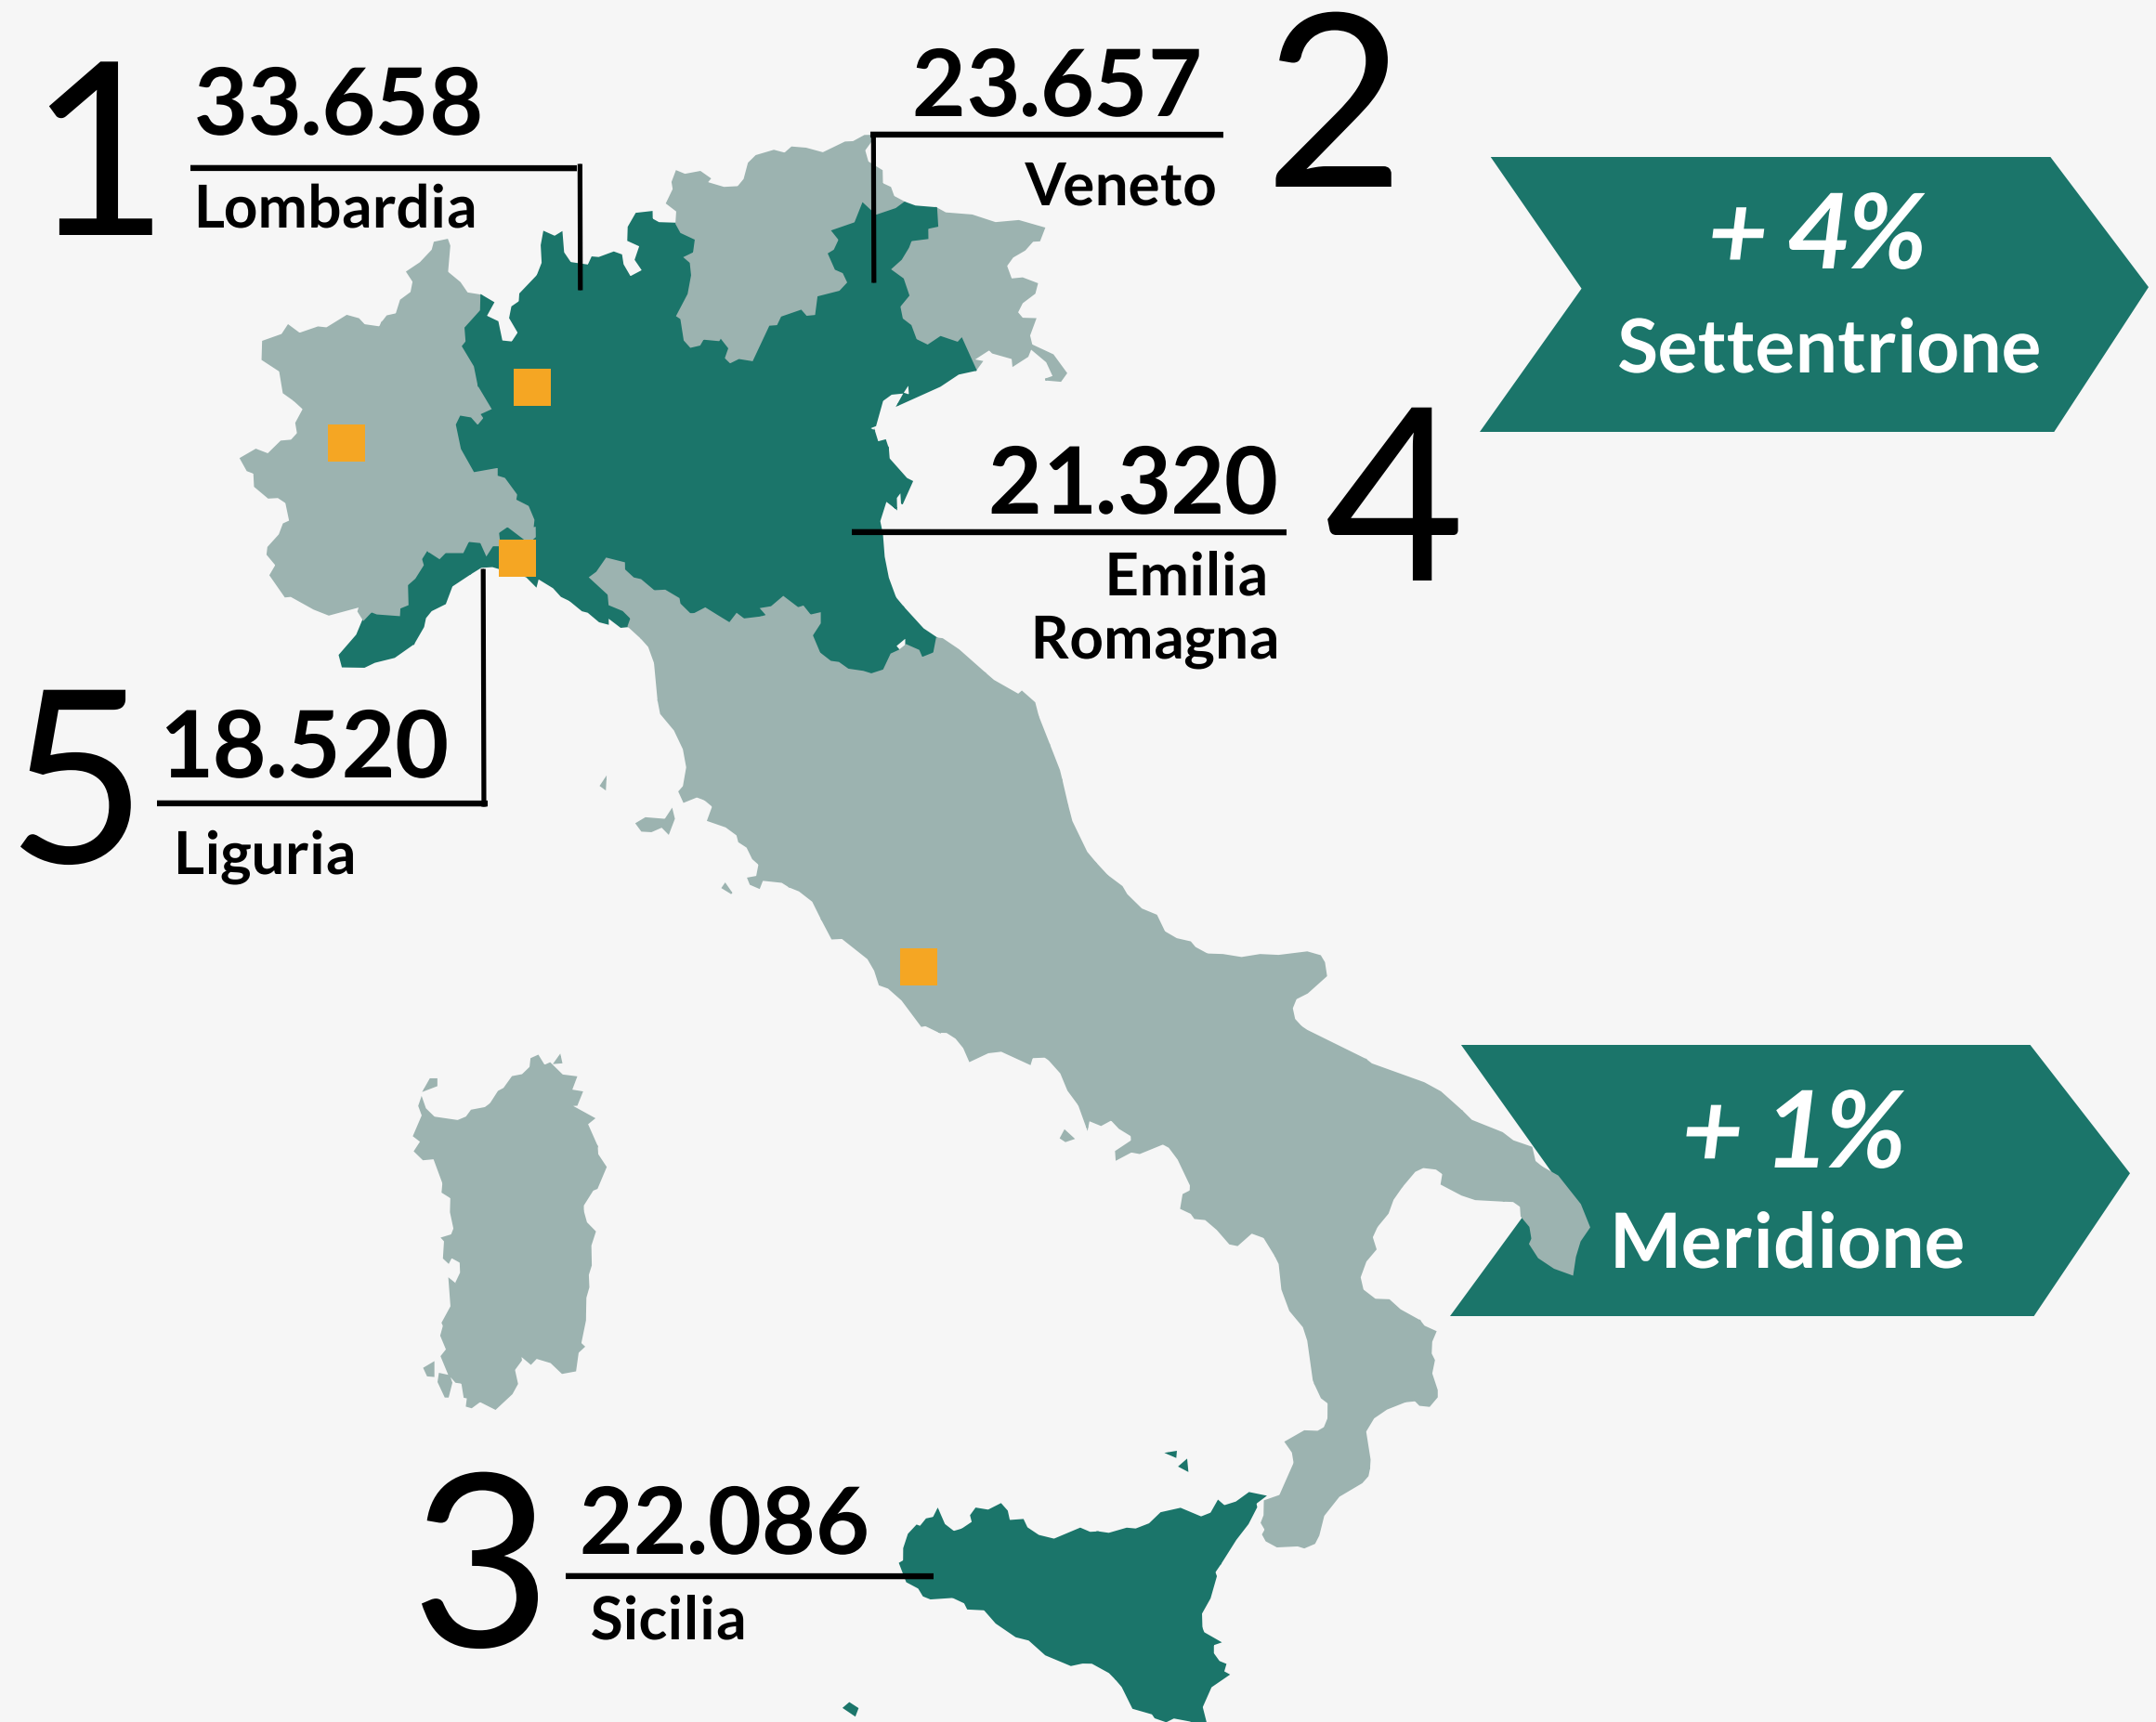 1
33.658
Lombardia
23.657
Veneto
2
+ 4%
Settentrione
21.320
Emilia
Romagna
4
5
18.520
Liguria
+ 1%
Meridione
3
22.086
Sicilia